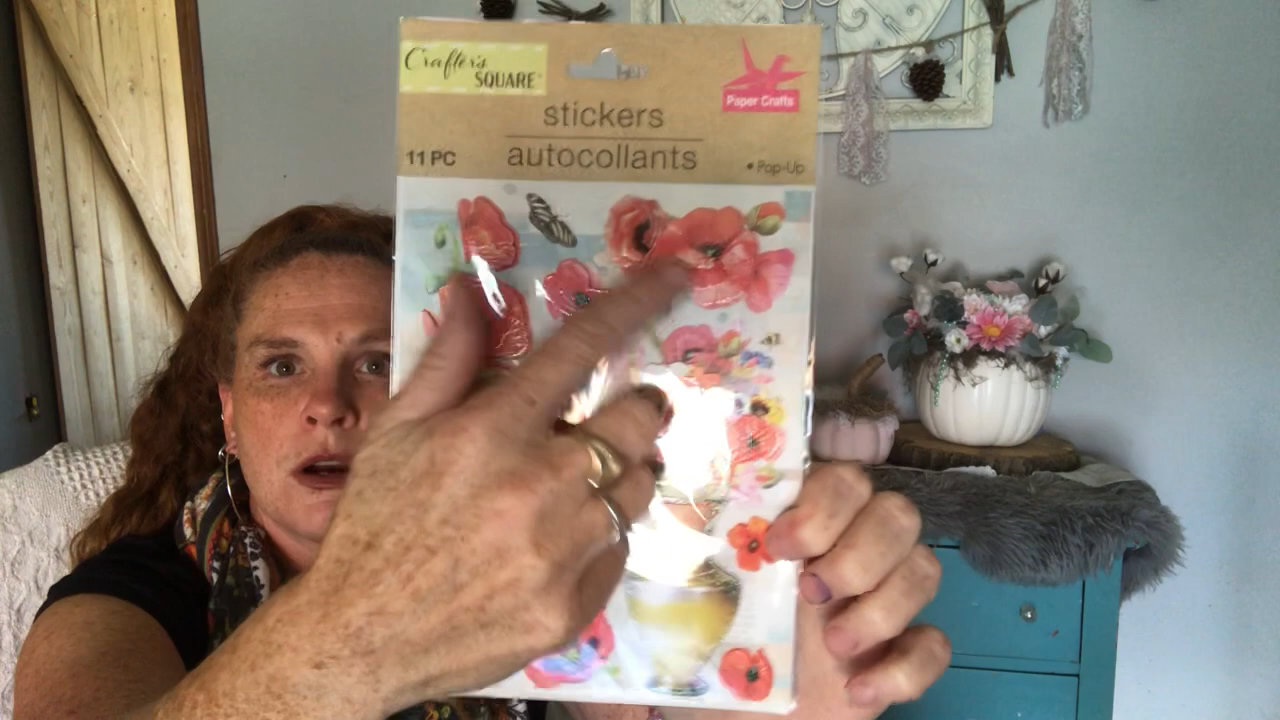 Crafter's
SQUARE
Paper Crafts
stickers
autocollants
11 PC
• Pop-Up